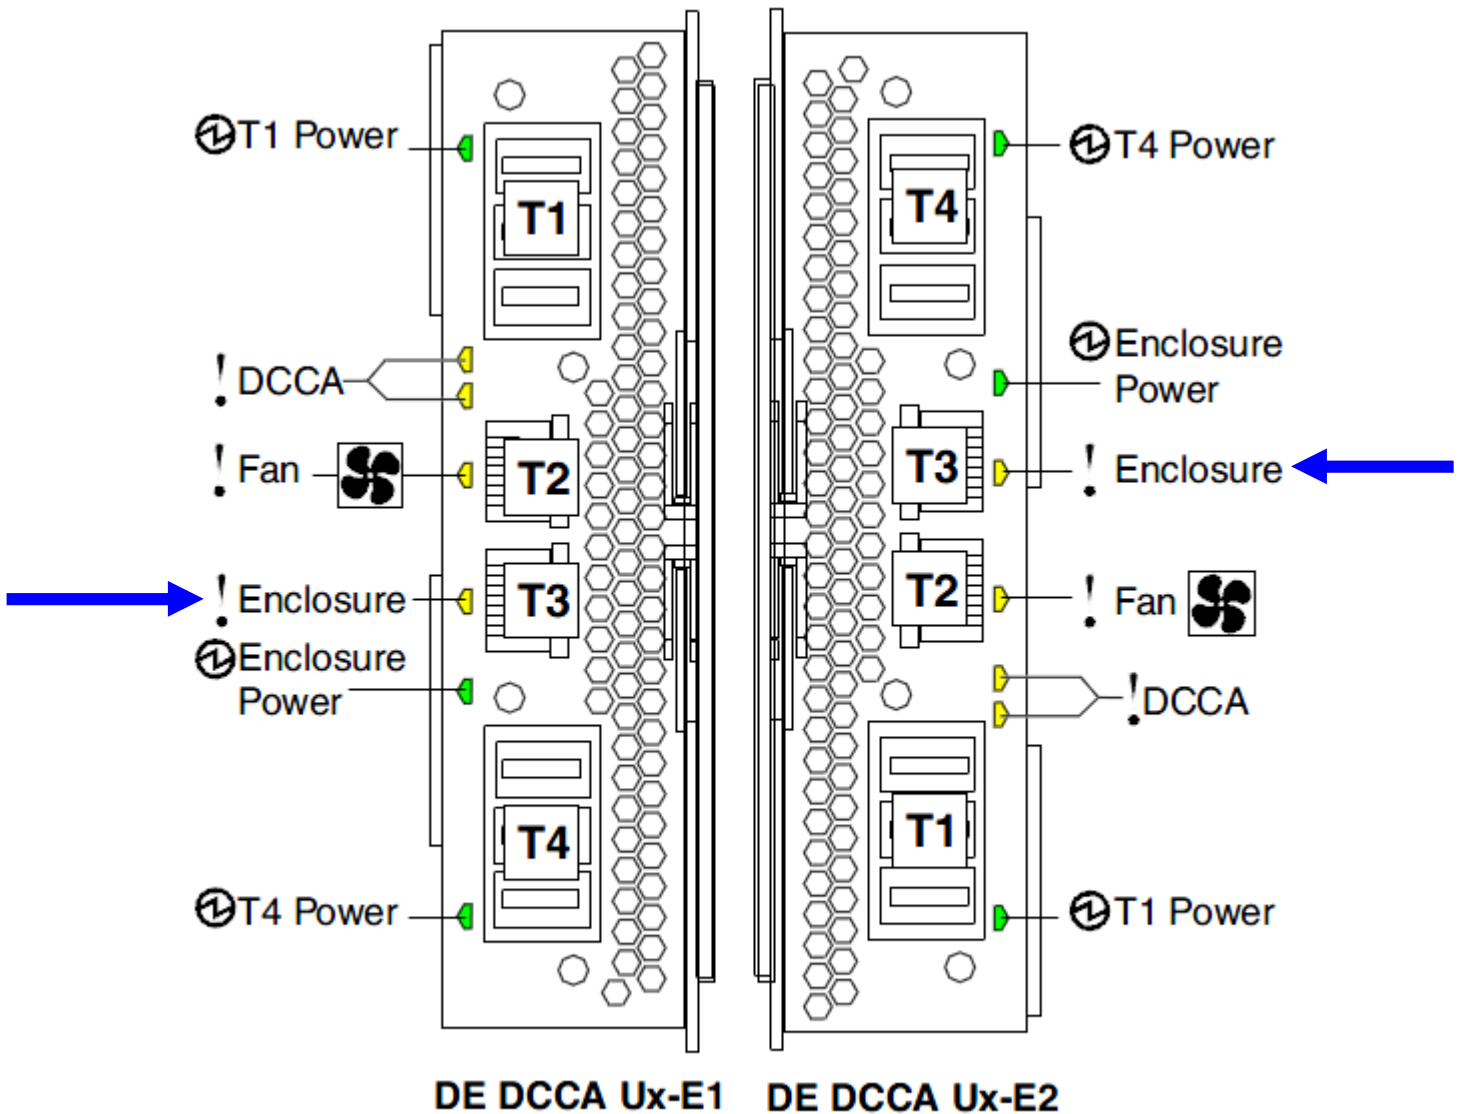 T1 Power
T1
! DCCA
! Fan
T2
! Enclosure
T3
Enclosure
Power
T4
T4 Power
DE DCCA Ux-E1
T4 Power
T4
Enclosure
Power
T3
! Enclosure
T2
! Fan
! DCCA
T1
T1 Power
DE DCCA Ux-E2